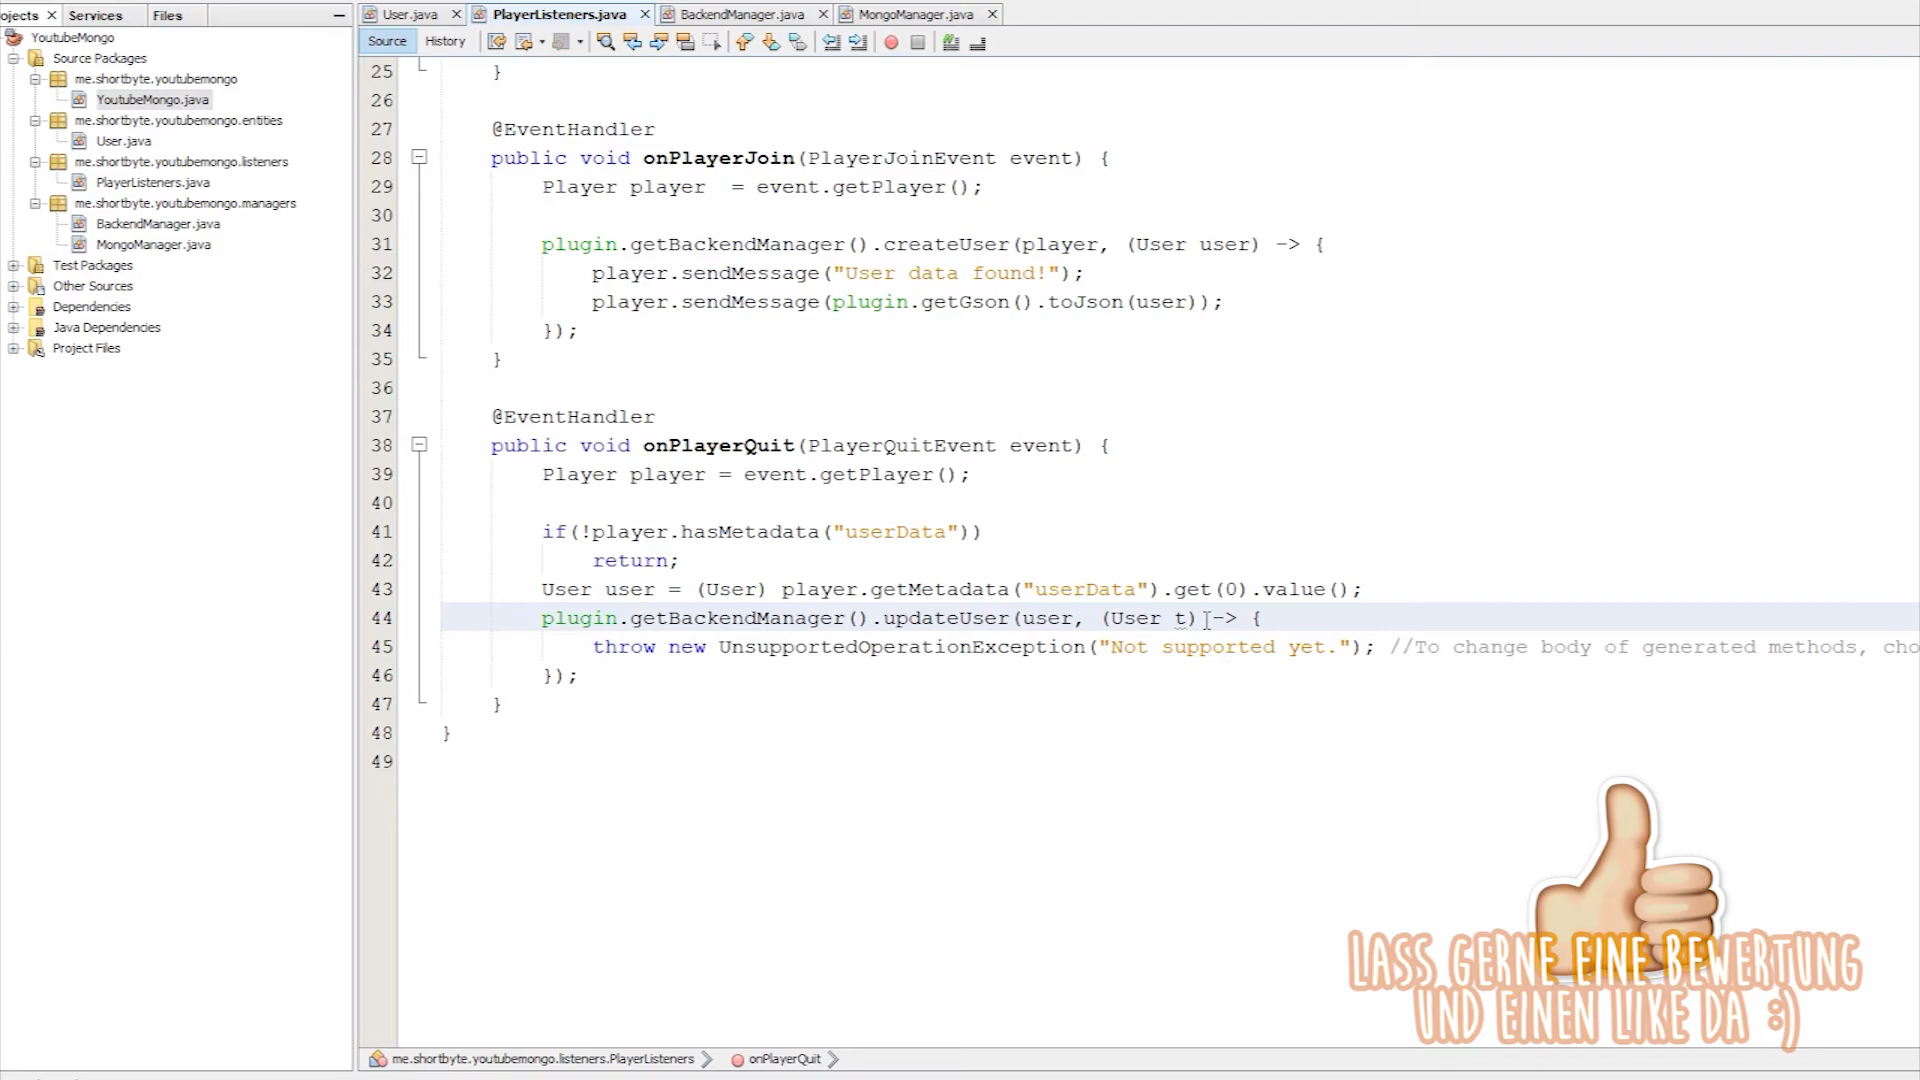 ojects
Services
Files
YoutubeMongo
Source Packages
me.shortbyte.youtubemongo
YoutubeMongo.java
me.shortbyte.youtubemongo.entities
User.java
me.shortbyte.youtubemongo.listeners
PlayerListeners.java
me.shortbyte.youtubemongo.managers
BackendManager.java
MongoManager.java
Test Packages
Other Sources
Dependencies
Java Dependencies
Project Files
User.java
PlayerListeners.java
BackendManager.java
MongoManager.java
Source
History
25 }
26
27 @EventHandler
28 public void onPlayerJoin(PlayerJoinEvent event) {
29 Player player  = event.getPlayer();
30
31 plugin.getBackendManager().createUser(player, (User user) -> {
32 player.sendMessage("User data found!");
33 player.sendMessage(plugin.getGson().toJson(user));
34 });
35 }
36
37 @EventHandler
38 public void onPlayerQuit(PlayerQuitEvent event) {
39 Player player = event.getPlayer();
40
41 if(!player.hasMetadata("userData"))
42 return;
43 User user = (User) player.getMetadata("userData").get(0).value();
44 plugin.getBackendManager().updateUser(user, (User t) -> {
45 throw new UnsupportedOperationException("Not supported yet."); //To change body of generated methods, cho
46 });
47 }
48 }
49
LASS GERNE EINE BEWERTUNG
UND EINEN LIKE DA :)
me.shortbyte.youtubemongo.listeners.PlayerListeners
onPlayerQuit